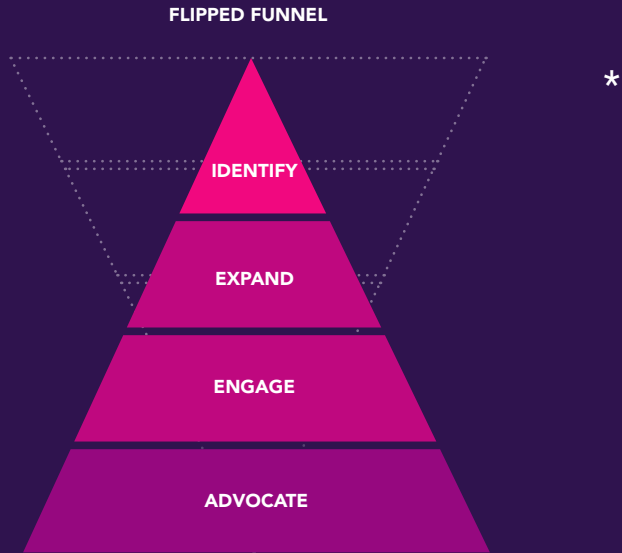 FLIPPED FUNNEL
*
IDENTIFY
EXPAND
ENGAGE
ADVOCATE